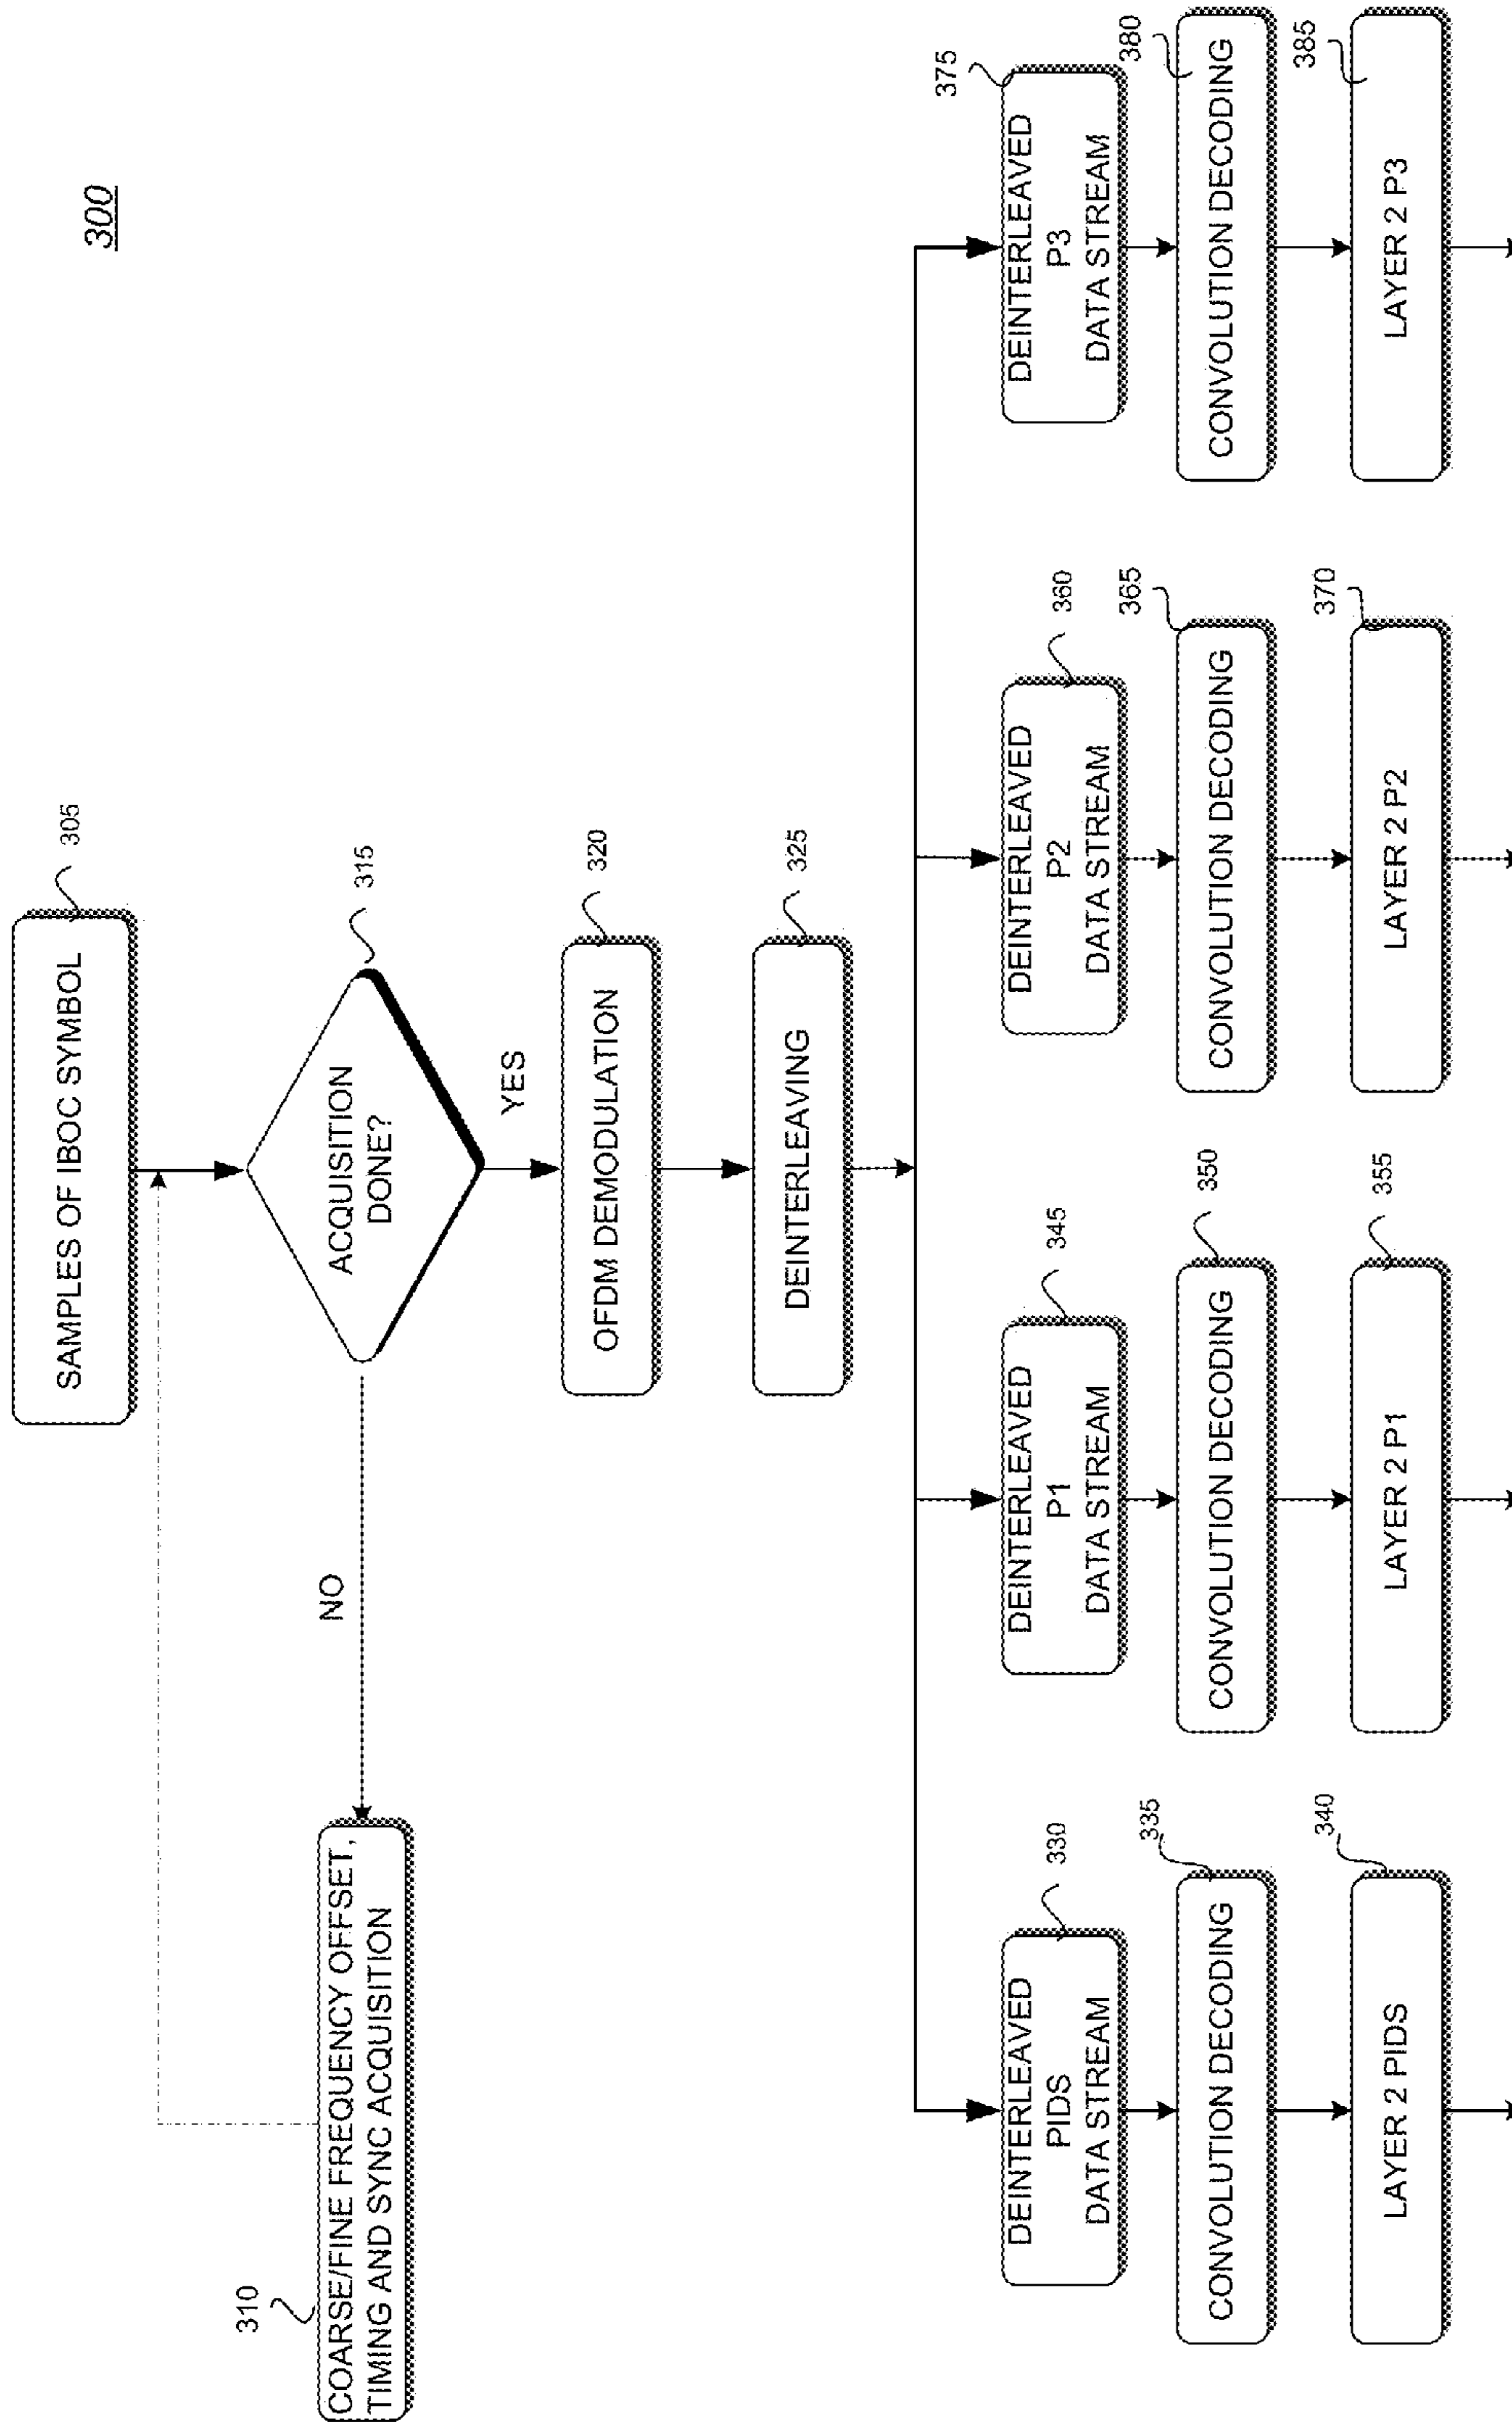 300
SAMPLES OF IBOC SYMBOL
305
ACQUISITION
DONE?
315
NO
YES
310
COARSE/FINE FREQUENCY OFFSET,
TIMING AND SYNC ACQUISITION
OFDM DEMODULATION
320
DEINTERLEAVING
325
DEINTERLEAVED
PIDS
DATA STREAM
330
CONVOLUTION DECODING
335
LAYER 2 PIDS
340
DEINTERLEAVED
P1
DATA STREAM
345
CONVOLUTION DECODING
350
LAYER 2 P1
355
DEINTERLEAVED
P2
DATA STREAM
360
CONVOLUTION DECODING
365
LAYER 2 P2
370
DEINTERLEAVED
P3
DATA STREAM
375
CONVOLUTION DECODING
380
LAYER 2 P3
385